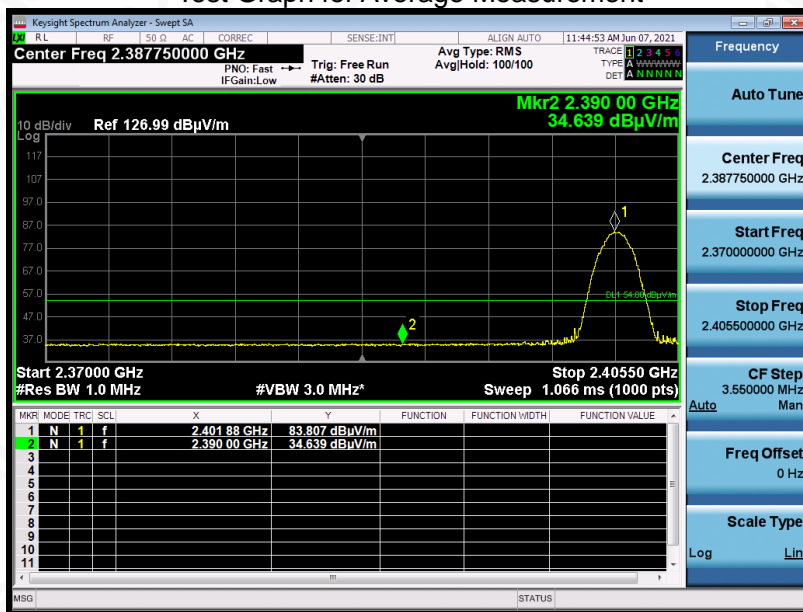 Test Graph for Average Measurement
Keysight Spectrum Analyzer - Swept SA
LXI RL RF 50 Ω AC CORREC SENSE:INT ALIGN AUTO 11:44:53 AM Jun 07, 2021
Center Freq 2.387750000 GHz
PNO: Fast
IFGain:Low
Trig: Free Run
#Atten: 30 dB
Avg Type: RMS
Avg|Hold: 100/100
TRACE 1 2 3 4 5 6
TYPE A WWWWW
DET A N N N N N
Mkr2 2.390 00 GHz
34.639 dBµV/m
10 dB/div Ref 126.99 dBµV/m
Log
117
107
97.0
87.0
77.0
67.0
57.0
47.0
37.0
1
DL1 54.00 dBµV/m
2
Start 2.37000 GHz Stop 2.40550 GHz
#Res BW 1.0 MHz #VBW 3.0 MHz* Sweep 1.066 ms (1000 pts)
MKR MODE TRC SCL X Y FUNCTION FUNCTION WIDTH FUNCTION VALUE
1 N 1 f 2.401 88 GHz 83.807 dBµV/m
2 N 1 f 2.390 00 GHz 34.639 dBµV/m
3
4
5
6
7
8
9
10
11
MSG STATUS
Frequency
Auto Tune
Center Freq
2.387750000 GHz
Start Freq
2.370000000 GHz
Stop Freq
2.405500000 GHz
CF Step
3.550000 MHz
Auto Man
Freq Offset
0 Hz
Scale Type
Log Lin